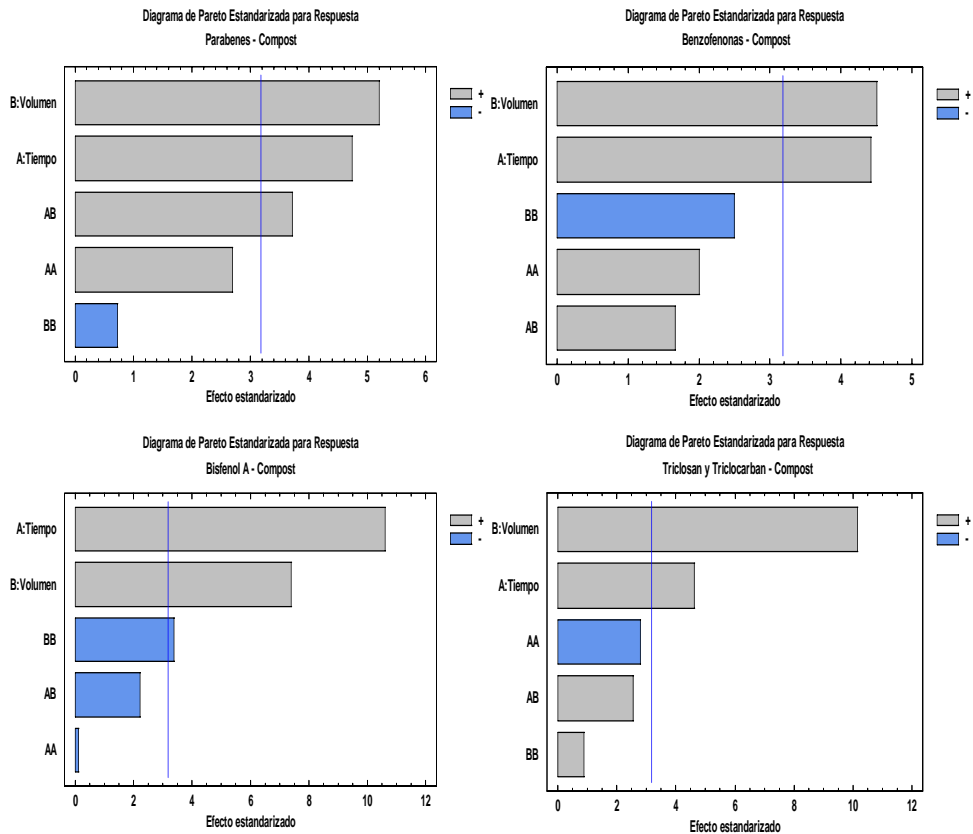 Diagrama de Pareto Estandarizada para Respuesta
Parabenes - Compost
B:Volumen
A:Tiempo
AB
AA
BB
0 1 2 3 4 5 6
Efecto estandarizado
+
-
Diagrama de Pareto Estandarizada para Respuesta
Benzofenonas - Compost
B:Volumen
A:Tiempo
BB
AA
AB
0 1 2 3 4 5
Efecto estandarizado
+
-
Diagrama de Pareto Estandarizada para Respuesta
Bisfenol A - Compost
A:Tiempo
B:Volumen
BB
AB
AA
0 2 4 6 8 10 12
Efecto estandarizado
+
-
Diagrama de Pareto Estandarizada para Respuesta
Triclosan y Triclocarban - Compost
B:Volumen
A:Tiempo
AA
AB
BB
0 2 4 6 8 10 12
Efecto estandarizado
+
-